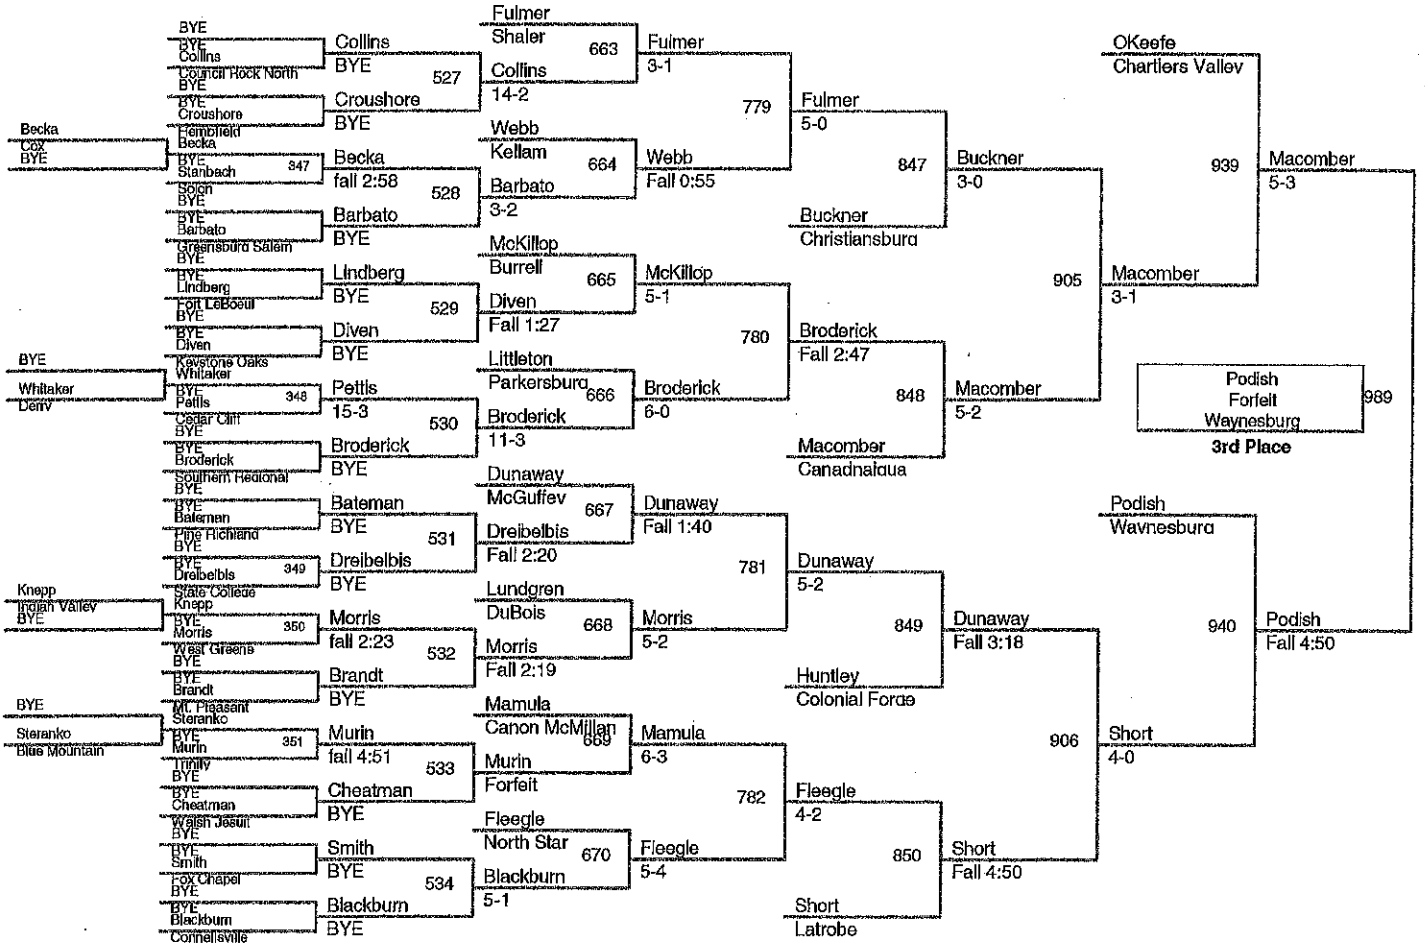 Becka
Cox
BYE
BYE
Whitaker
Derry
Knepp
Indian Valley
BYE
BYE
Steranko
Blue Mountain
BYE
BYE
Collins
Council Rock North
BYE
BYE
Croushore
Hempfield
Becka
BYE
347
Stanbach
Solon
BYE
BYE
Barbato
Greensburg Salem
BYE
BYE
Lindberg
Fort LeBoeuf
BYE
BYE
Diven
Keystone Oaks
Whitaker
BYE
348
Pettis
Cedar Cliff
BYE
BYE
Broderick
Southern Regional
BYE
BYE
Bateman
Pine Richland
BYE
BYE
349
Dreibelbis
State College
Knepp
BYE
350
Morris
West Greene
BYE
BYE
Brandt
Mt. Pleasant
Steranko
BYE
351
Murin
Trinity
BYE
BYE
Cheatman
Walsh Jesuit
BYE
BYE
Smith
Fox Chapel
BYE
BYE
Blackburn
Connellsville
Collins
BYE
527
Croushore
BYE
Becka
fall 2:58
528
Barbato
BYE
Lindberg
BYE
529
Diven
BYE
Pettis
15-3
530
Broderick
BYE
Bateman
BYE
531
Dreibelbis
BYE
Morris
fall 2:23
532
Brandt
BYE
Murin
fall 4:51
533
Cheatman
BYE
Smith
BYE
534
Blackburn
BYE
Fulmer
Shaler
663
Collins
14-2
Webb
Kellam
664
Barbato
3-2
McKillop
Burrell
665
Diven
Fall 1:27
Littleton
Parkersburg
666
Broderick
11-3
Dunaway
McGuffey
667
Dreibelbis
Fall 2:20
Lundgren
DuBois
668
Morris
Fall 2:19
Mamula
Canon McMillan
669
Murin
Forfeit
Fleegle
North Star
670
Blackburn
5-1
Fulmer
3-1
779
Webb
Fall 0:55
McKillop
5-1
780
Broderick
6-0
Dunaway
Fall 1:40
781
Morris
5-2
Mamula
6-3
782
Fleegle
5-4
Fulmer
5-0
847
Buckner
Christiansburg
Broderick
Fall 2:47
848
Macomber
Canadnaigua
Dunaway
5-2
849
Huntley
Colonial Forge
Fleegle
4-2
850
Short
Latrobe
Buckner
3-0
905
Macomber
5-2
Dunaway
Fall 3:18
906
Short
Fall 4:50
OKeefe
Chartiers Valley
939
Macomber
3-1
Podish
Forfeit
Waynesburg
989
3rd Place
Podish
Waynesburg
940
Short
4-0
Macomber
5-3
Podish
Fall 4:50